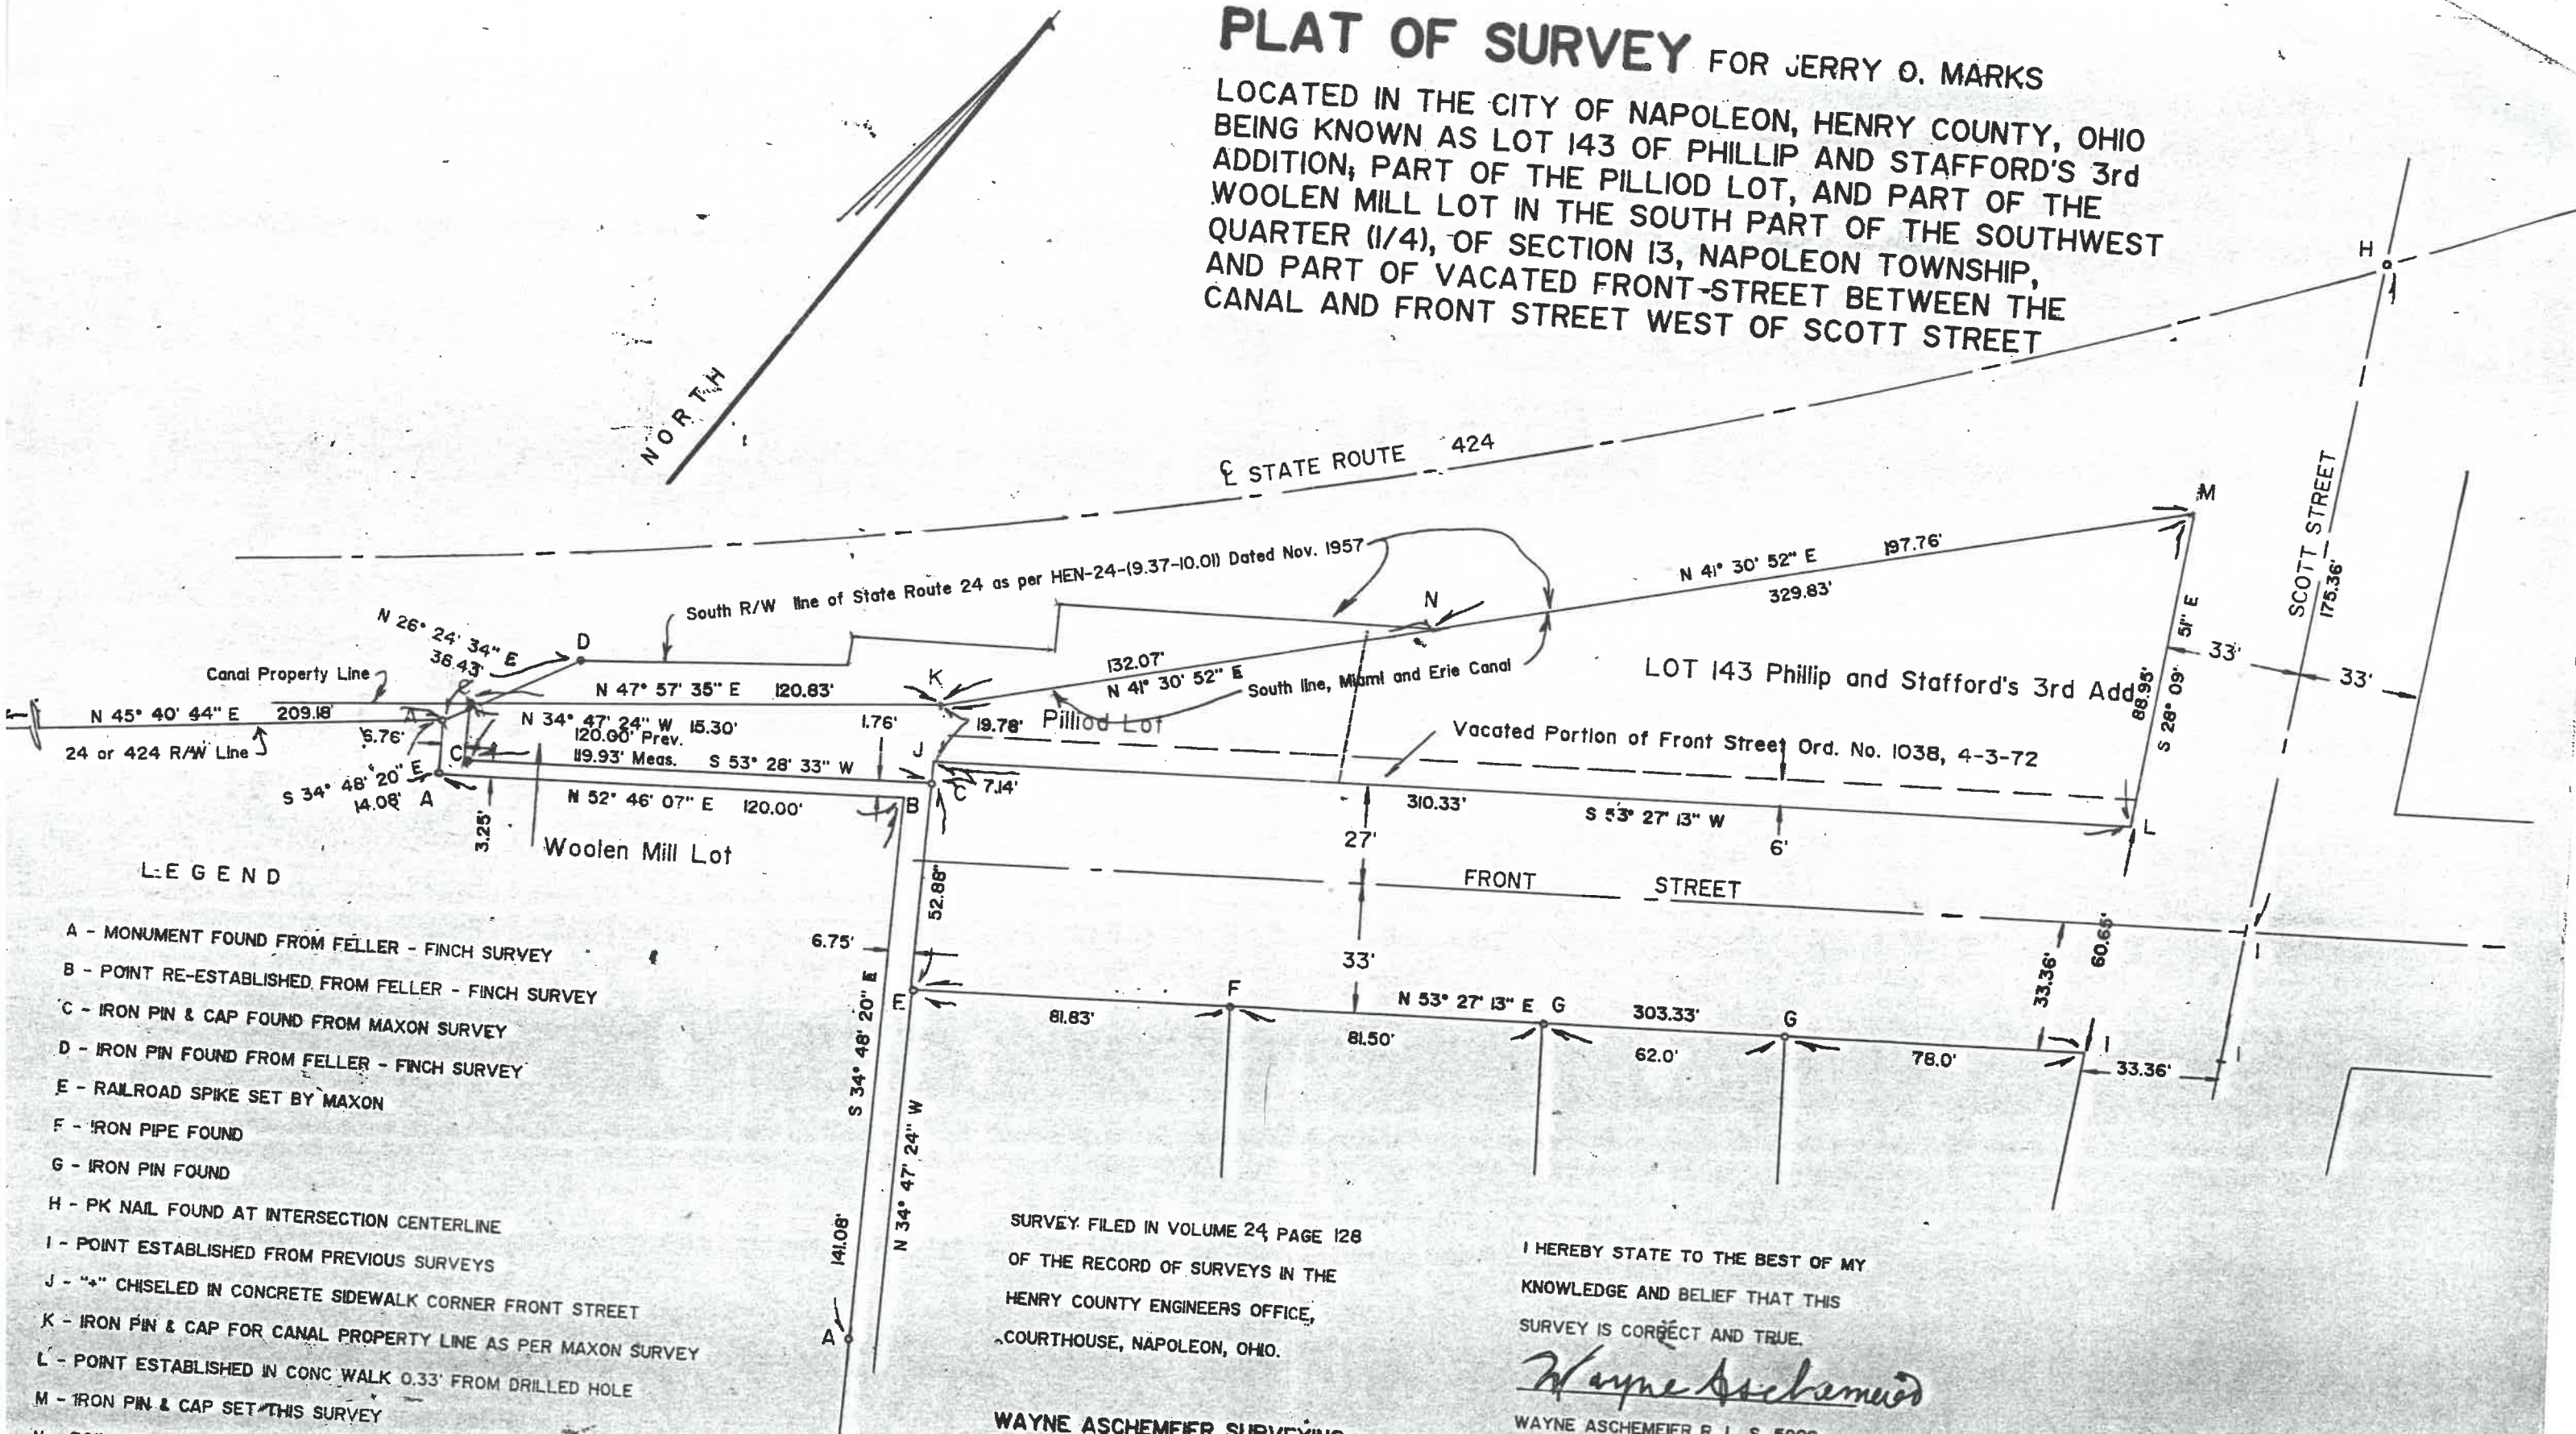 PLAT OF SURVEY FOR JERRY O. MARKS
LOCATED IN THE CITY OF NAPOLEON, HENRY COUNTY, OHIO
BEING KNOWN AS LOT 143 OF PHILLIP AND STAFFORD'S 3rd
ADDITION; PART OF THE PILLIOD LOT, AND PART OF THE
WOOLEN MILL LOT IN THE SOUTH PART OF THE SOUTHWEST
QUARTER (1/4), OF SECTION 13, NAPOLEON TOWNSHIP,
AND PART OF VACATED FRONT-STREET BETWEEN THE
CANAL AND FRONT STREET WEST OF SCOTT STREET
NORTH
H
℄ STATE ROUTE 424
SCOTT STREET
175.36'
M
South R/W line of State Route 24 as per HEN-24-(9.37-10.01) Dated Nov. 1957
N 41° 30' 52" E 197.76'
329.83'
N
N 26° 24' 34" E
36.43'
D
Canal Property Line
C
K
132.07'
N 41° 30' 52" E
South line, Miami and Erie Canal
LOT 143 Phillip and Stafford's 3rd Add.
88.95'
S 28° 09' 51" E
33'
33'
N 47° 57' 35" E 120.83'
N 45° 40' 44" E 209.18'
A
24 or 424 R/W Line
6.76'
N 34° 47' 24" W 15.30'
120.00' Prev.
119.93' Meas. S 53° 28' 33" W
1.76'
19.78'
Pilliod Lot
J
Vacated Portion of Front Street Ord. No. 1038, 4-3-72
C
S 34° 48' 20" E
14.08'
A
N 52° 46' 07" E 120.00'
B
C
7.14'
310.33'
S 53° 27' 13" W
L
3.25'
Woolen Mill Lot
27'
6'
FRONT STREET
52.88'
6.75'
33'
33.36'
60.65'
I
E
81.83'
F
81.50'
N 53° 27' 13" E
G
303.33'
62.0'
G
78.0'
I
33.36'
I
S 34° 48' 20" E
141.08'
N 34° 47' 24" W
A
LEGEND
A - MONUMENT FOUND FROM FELLER - FINCH SURVEY
B - POINT RE-ESTABLISHED FROM FELLER - FINCH SURVEY
C - IRON PIN & CAP FOUND FROM MAXON SURVEY
D - IRON PIN FOUND FROM FELLER - FINCH SURVEY
E - RAILROAD SPIKE SET BY MAXON
F - IRON PIPE FOUND
G - IRON PIN FOUND
H - PK NAIL FOUND AT INTERSECTION CENTERLINE
I - POINT ESTABLISHED FROM PREVIOUS SURVEYS
J - "+" CHISELED IN CONCRETE SIDEWALK CORNER FRONT STREET
K - IRON PIN & CAP FOR CANAL PROPERTY LINE AS PER MAXON SURVEY
L - POINT ESTABLISHED IN CONC WALK 0.33' FROM DRILLED HOLE
M - IRON PIN & CAP SET THIS SURVEY
SURVEY FILED IN VOLUME 24, PAGE 128
OF THE RECORD OF SURVEYS IN THE
HENRY COUNTY ENGINEERS OFFICE,
COURTHOUSE, NAPOLEON, OHIO.
I HEREBY STATE TO THE BEST OF MY
KNOWLEDGE AND BELIEF THAT THIS
SURVEY IS CORRECT AND TRUE.
Wayne Aschemeier
WAYNE ASCHEMEIER SURVEYING
WAYNE ASCHEMEIER R. L. S.